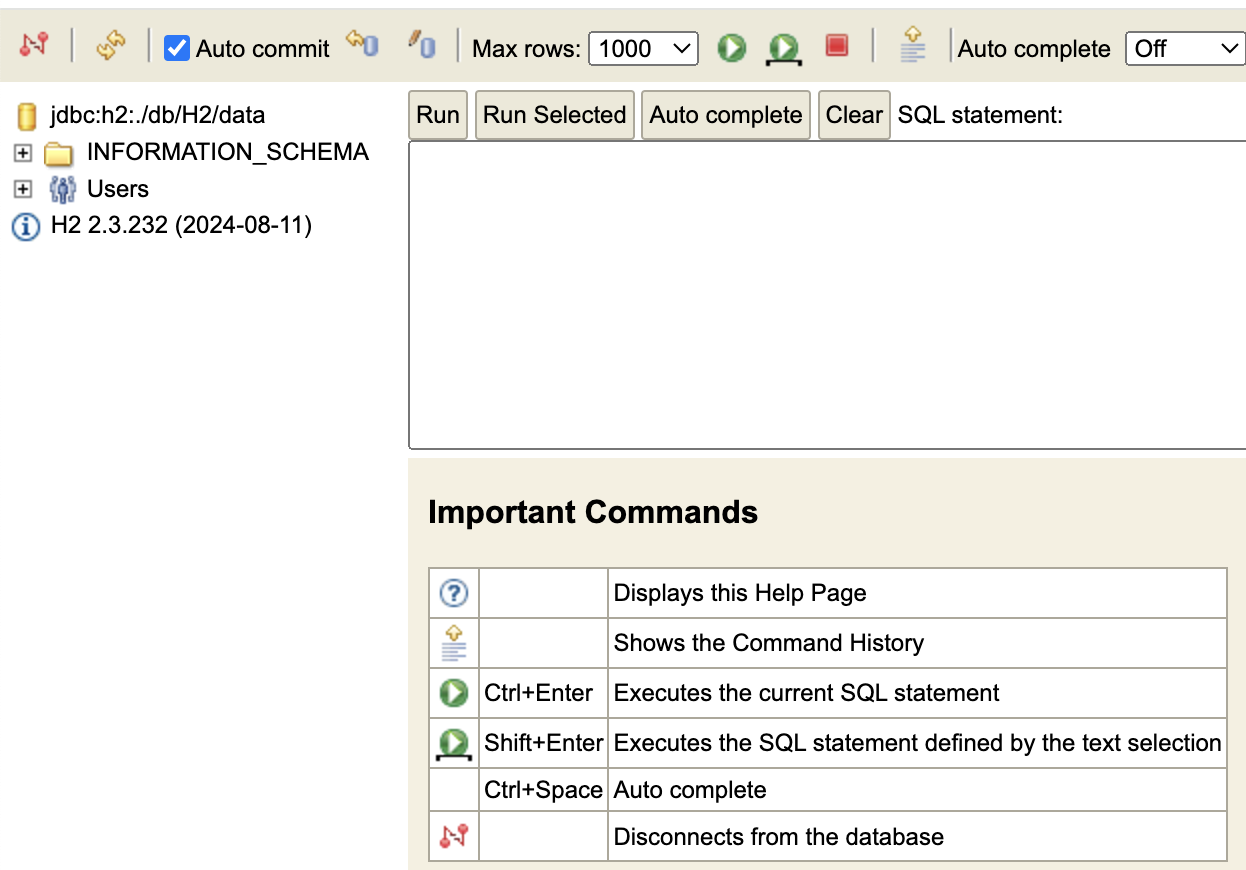 Auto commit Max rows: 1000 Auto complete Off
jdbc:h2:./db/H2/data
INFORMATION_SCHEMA
Users
H2 2.3.232 (2024-08-11)
Run Run Selected Auto complete Clear SQL statement:
Important Commands
Displays this Help Page
Shows the Command History
Ctrl+Enter Executes the current SQL statement
Shift+Enter Executes the SQL statement defined by the text selection
Ctrl+Space Auto complete
Disconnects from the database